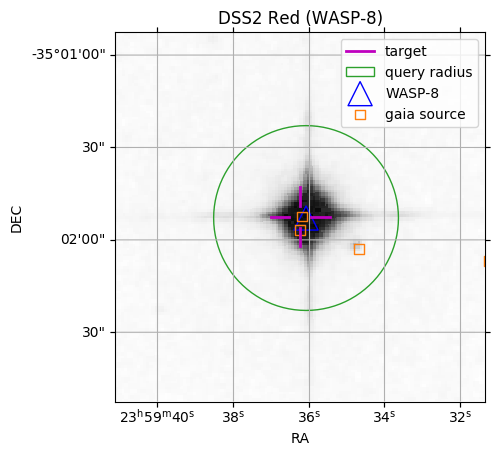 DSS2 Red (WASP-8)
target
query radius
WASP-8
gaia source
-35°01'00"
30"
02'00"
30"
DEC
23ʰ59ᵐ40ˢ 38ˢ 36ˢ 34ˢ 32ˢ
RA